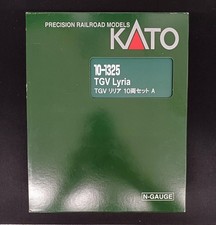 PRECISION RAILROAD MODELS
KATO
10-1325
TGV Lyria
TGV リリア 10両セット A
N-GAUGE